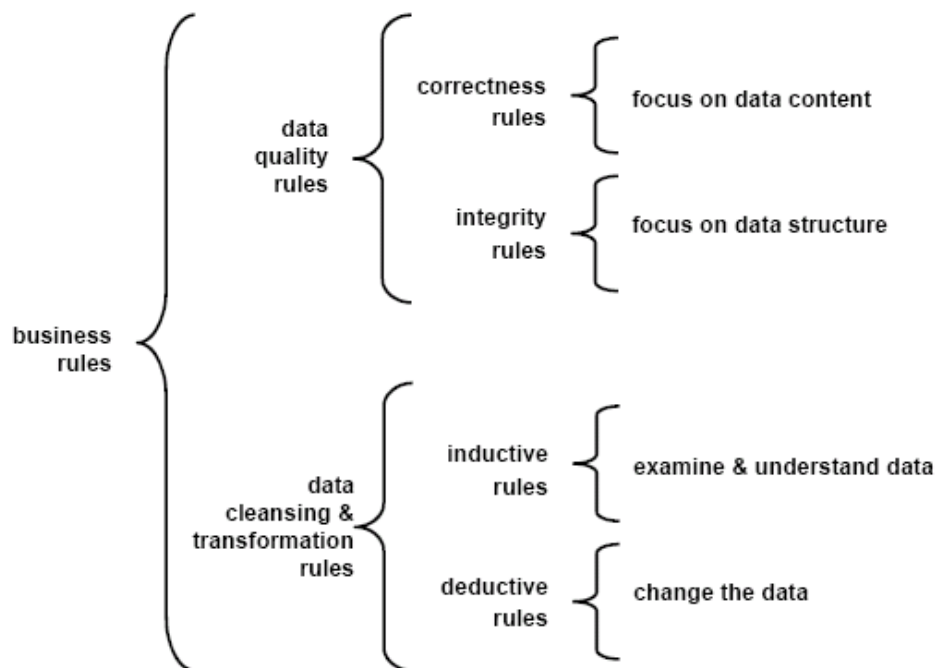 business
rules
data
quality
rules
correctness
rules
focus on data content
integrity
rules
focus on data structure
data
cleansing &
transformation
rules
inductive
rules
examine & understand data
deductive
rules
change the data